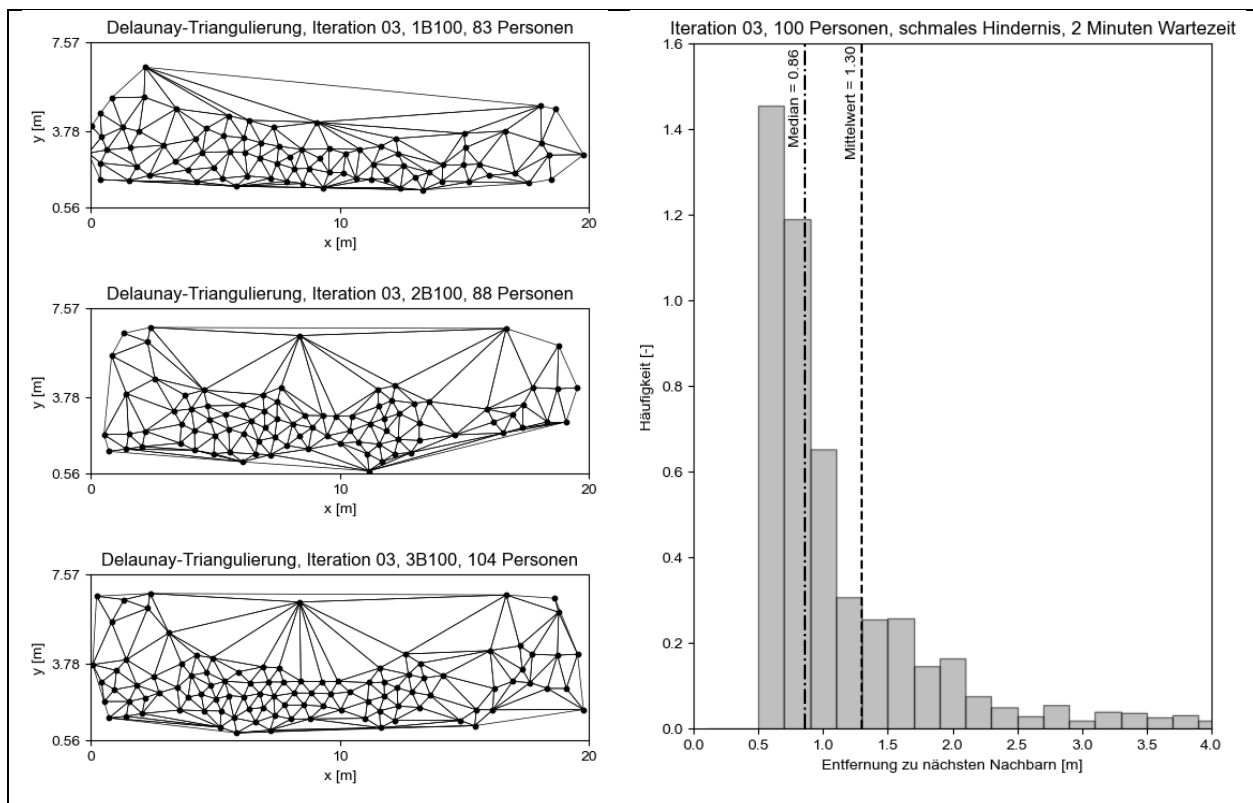 Delaunay-Triangulierung, Iteration 03, 1B100, 83 Personen
7.57
3.78
0.56
y [m]
0
10
20
x [m]
Delaunay-Triangulierung, Iteration 03, 2B100, 88 Personen
7.57
3.78
0.56
y [m]
0
10
20
x [m]
Delaunay-Triangulierung, Iteration 03, 3B100, 104 Personen
7.57
3.78
0.56
y [m]
0
10
20
x [m]
Iteration 03, 100 Personen, schmales Hindernis, 2 Minuten Wartezeit
1.6
1.4
1.2
1.0
0.8
0.6
0.4
0.2
0.0
Häufigkeit [-]
Median = 0.86
Mittelwert = 1.30
0.0
0.5
1.0
1.5
2.0
2.5
3.0
3.5
4.0
Entfernung zu nächsten Nachbarn [m]